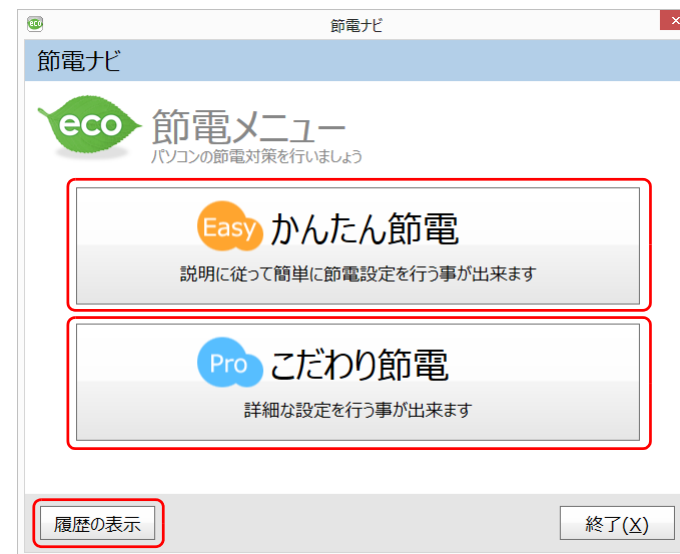 eco
節電ナビ
節電ナビ
eco
節電メニュー
パソコンの節電対策を行いましょう
Easy かんたん節電
説明に従って簡単に節電設定を行う事が出来ます
Pro こだわり節電
詳細な設定を行う事が出来ます
履歴の表示
終了(X)